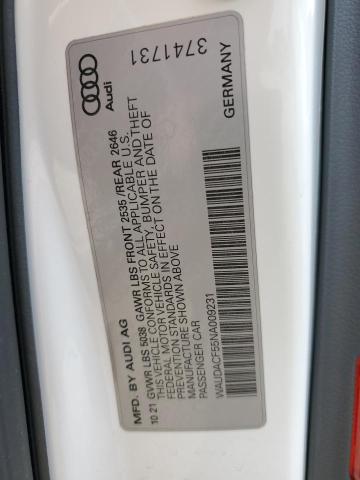 Audi
3741731
GERMANY
MFD. BY AUDI AG
10 21 GVWR LBS 5038 GAWR LBS FRONT 2535 /REAR 2646
THIS VEHICLE CONFORMS TO ALL APPLICABLE U.S.
FEDERAL MOTOR VEHICLE SAFETY, BUMPER AND THEFT
PREVENTION STANDARDS IN EFFECT ON THE DATE OF
MANUFACTURE SHOWN ABOVE
PASSENGER CAR
WAUDACF55NA009231